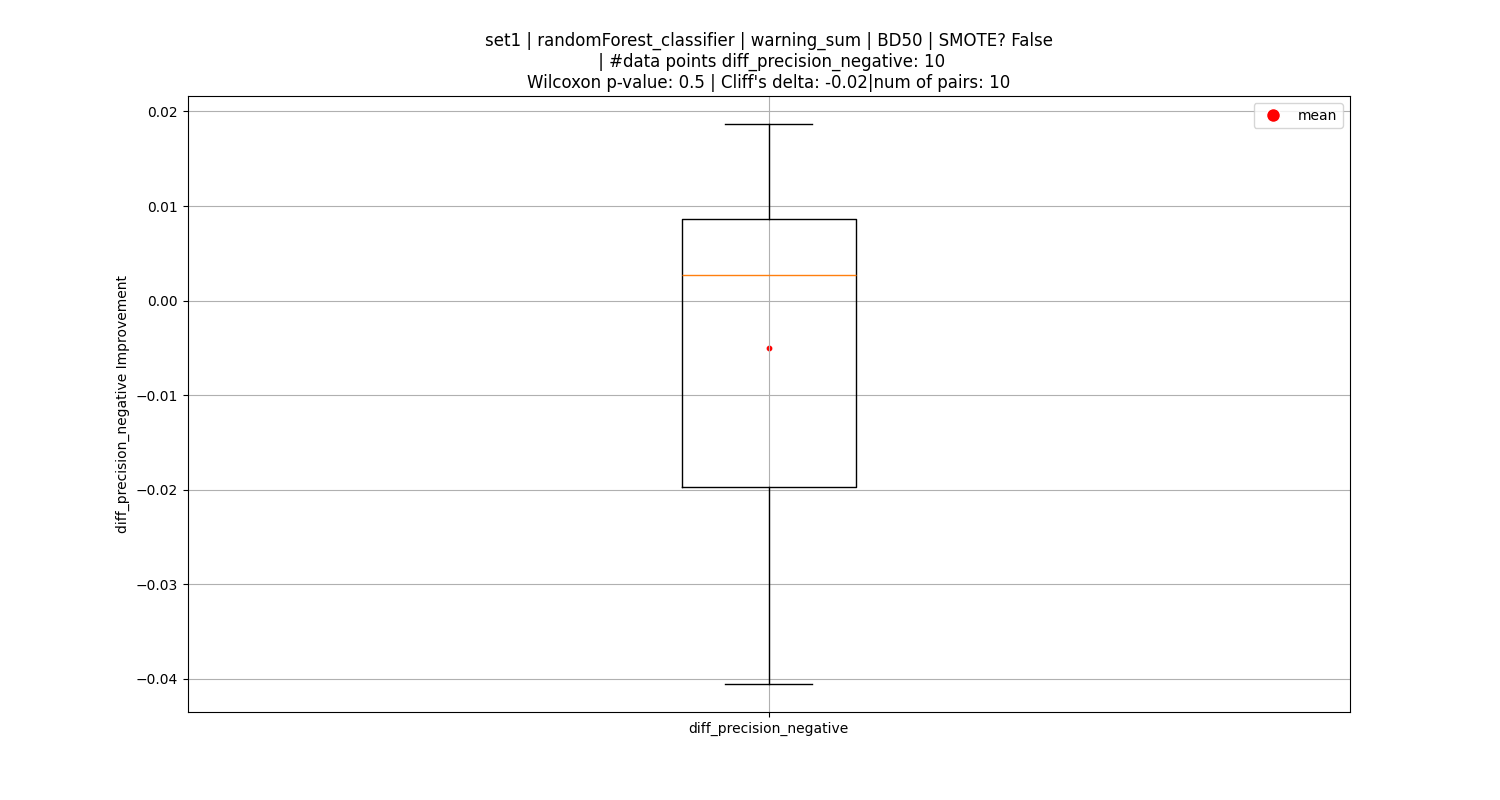 set1 | randomForest_classifier | warning_sum | BD50 | SMOTE? False
| #data points diff_precision_negative: 10
Wilcoxon p-value: 0.5 | Cliff's delta: -0.02|num of pairs: 10
mean
0.02
0.01
0.00
−0.01
−0.02
−0.03
−0.04
diff_precision_negative Improvement
diff_precision_negative